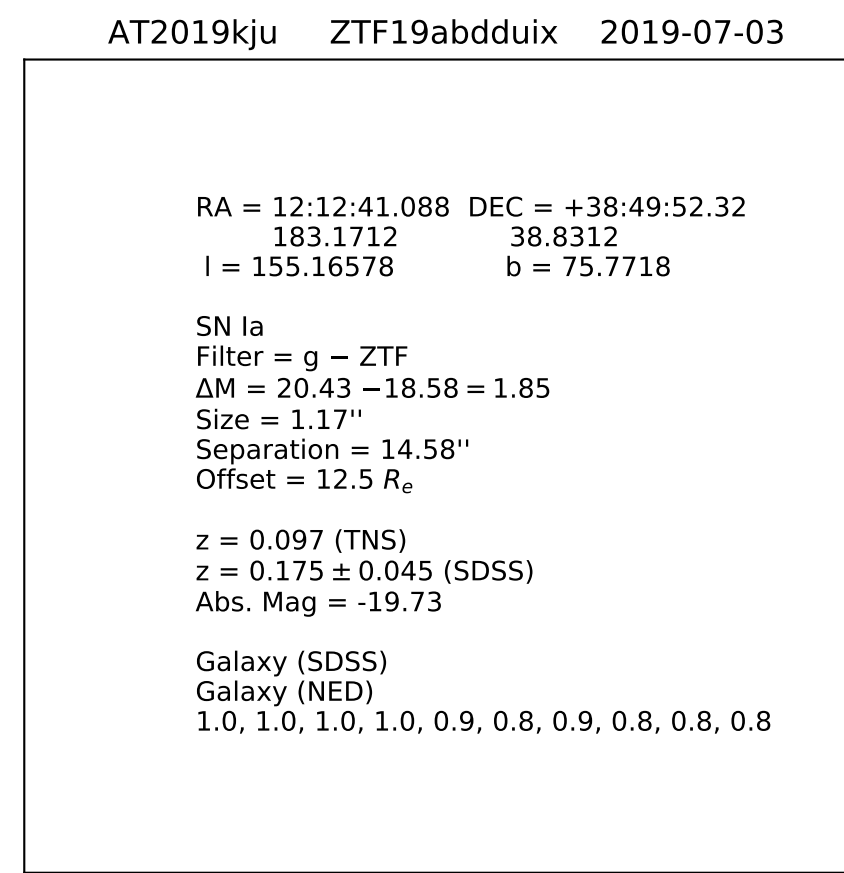 AT2019kju ZTF19abdduix 2019-07-03
RA = 12:12:41.088 DEC = +38:49:52.32
183.1712 38.8312
l = 155.16578 b = 75.7718
SN Ia
Filter = g − ZTF
ΔM = 20.43 −18.58 = 1.85
Size = 1.17''
Separation = 14.58''
Offset = 12.5 Re
z = 0.097 (TNS)
z = 0.175 ± 0.045 (SDSS)
Abs. Mag = -19.73
Galaxy (SDSS)
Galaxy (NED)
1.0, 1.0, 1.0, 1.0, 0.9, 0.8, 0.9, 0.8, 0.8, 0.8